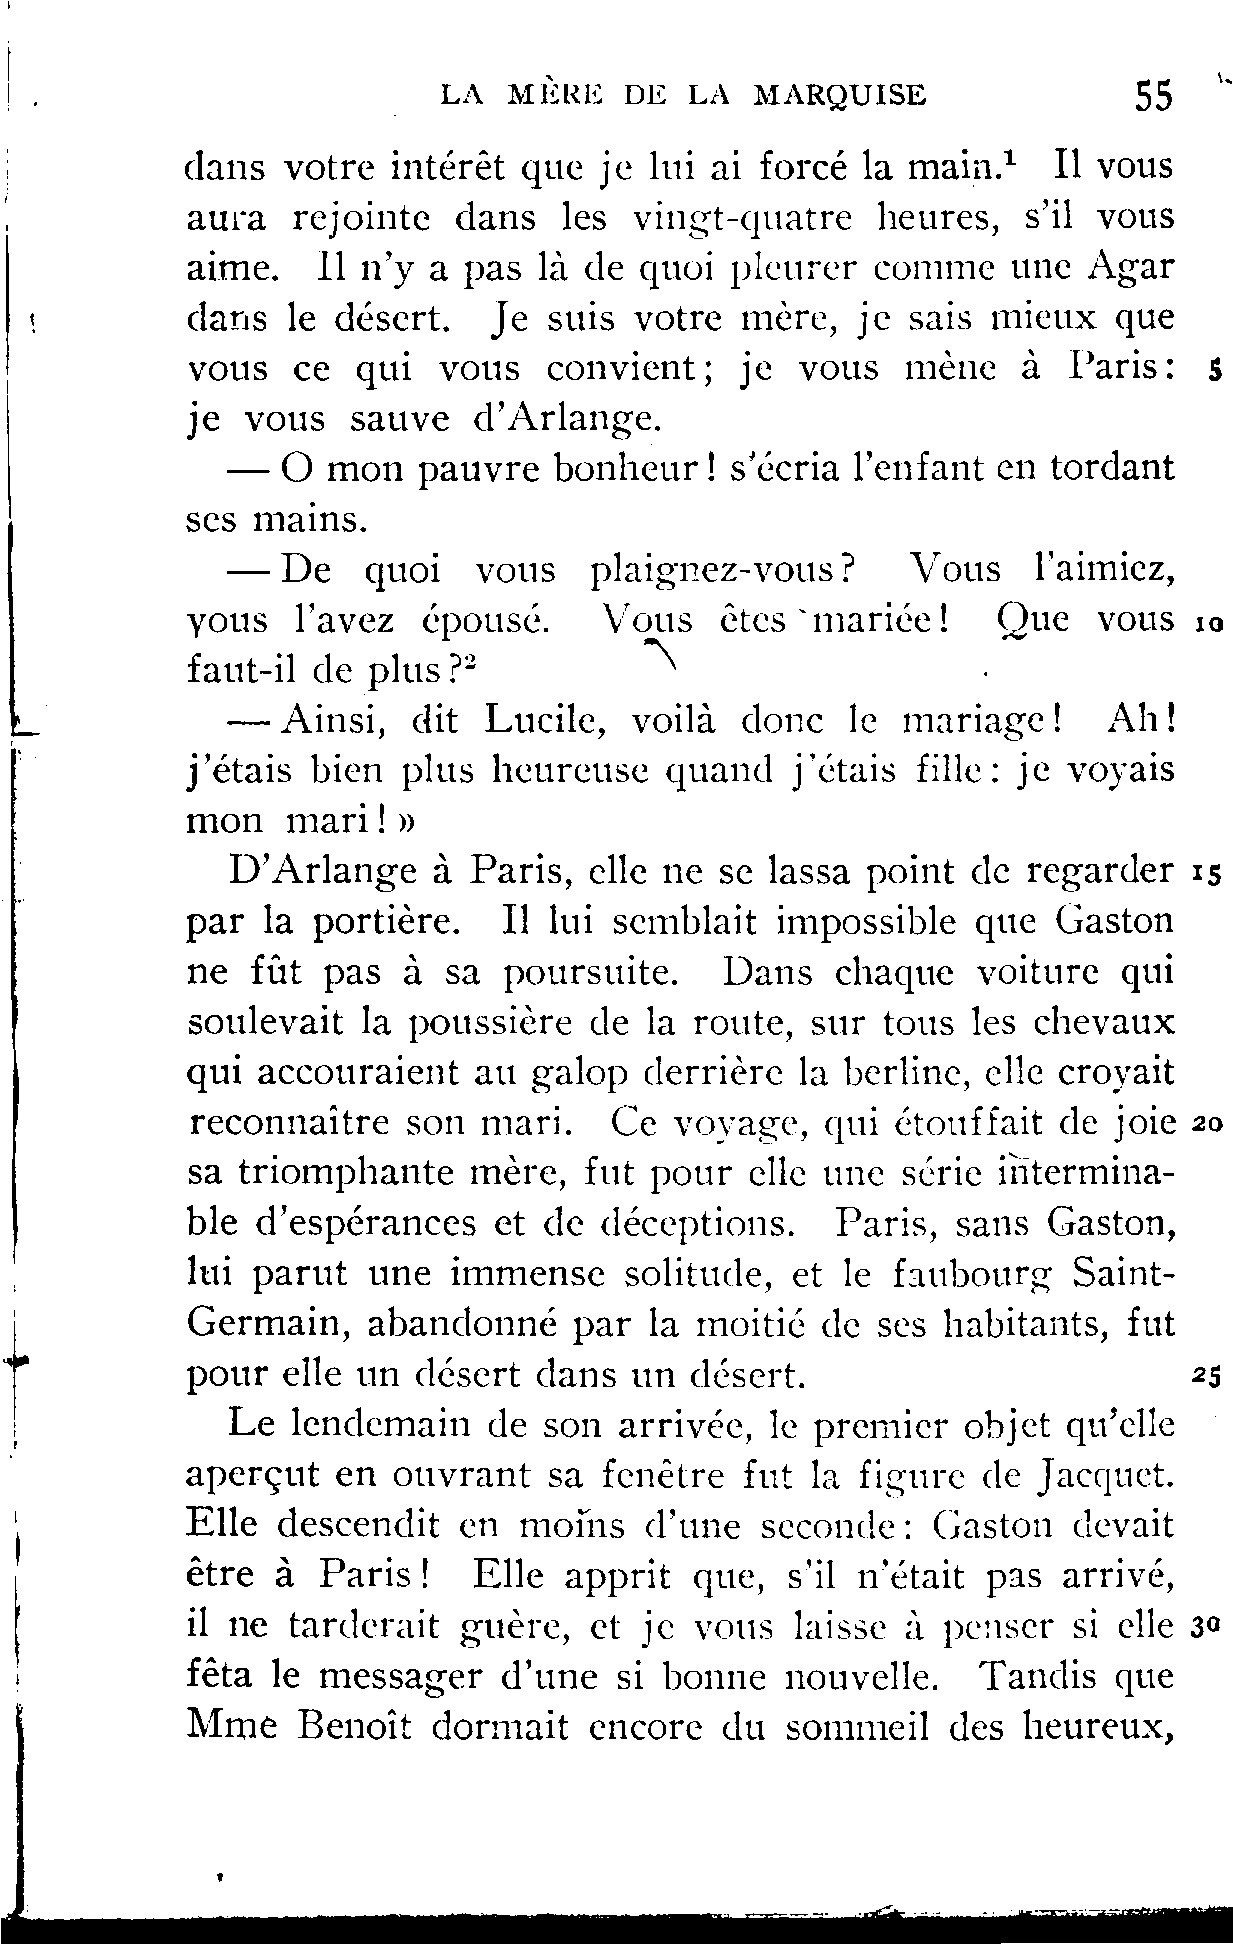 LA MÈRE DE LA MARQUISE 55
dans votre intérêt que je lui ai forcé la main.¹ Il vous
aura rejointe dans les vingt-quatre heures, s'il vous
aime. Il n'y a pas là de quoi pleurer comme une Agar
dans le désert. Je suis votre mère, je sais mieux que
vous ce qui vous convient; je vous mène à Paris: 5
je vous sauve d'Arlange.
— O mon pauvre bonheur! s'écria l'enfant en tordant
ses mains.
— De quoi vous plaignez-vous? Vous l'aimiez,
vous l'avez épousé. Vous êtes mariée! Que vous 10
faut-il de plus?²
— Ainsi, dit Lucile, voilà donc le mariage! Ah!
j'étais bien plus heureuse quand j'étais fille: je voyais
mon mari! »
D'Arlange à Paris, elle ne se lassa point de regarder 15
par la portière. Il lui semblait impossible que Gaston
ne fût pas à sa poursuite. Dans chaque voiture qui
soulevait la poussière de la route, sur tous les chevaux
qui accouraient au galop derrière la berline, elle croyait
reconnaître son mari. Ce voyage, qui étouffait de joie 20
sa triomphante mère, fut pour elle une série intermina-
ble d'espérances et de déceptions. Paris, sans Gaston,
lui parut une immense solitude, et le faubourg Saint-
Germain, abandonné par la moitié de ses habitants, fut
pour elle un désert dans un désert. 25
Le lendemain de son arrivée, le premier objet qu'elle
aperçut en ouvrant sa fenêtre fut la figure de Jacquet.
Elle descendit en moins d'une seconde: Gaston devait
être à Paris! Elle apprit que, s'il n'était pas arrivé,
il ne tarderait guère, et je vous laisse à penser si elle 30
fêta le messager d'une si bonne nouvelle. Tandis que
Mme Benoît dormait encore du sommeil des heureux,